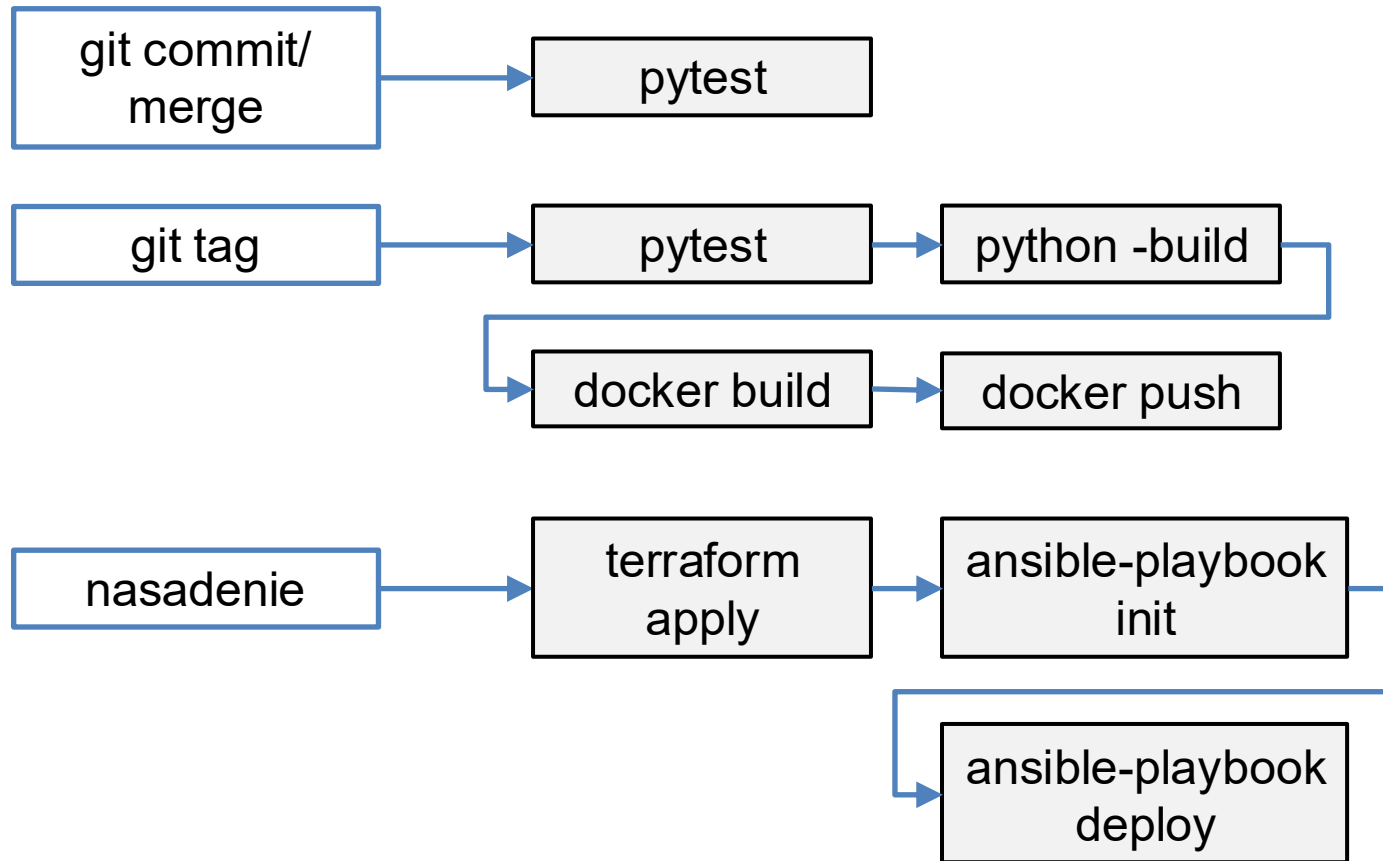 git commit/
merge
pytest
git tag
pytest
python -build
docker build
docker push
nasadenie
terraform
apply
ansible-playbook
init
ansible-playbook
deploy